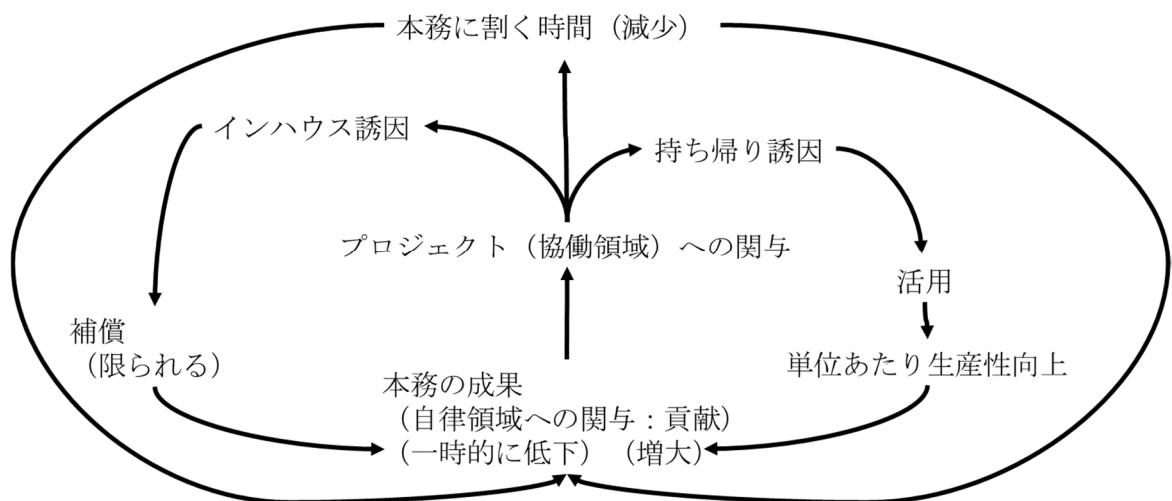 本務に割く時間（減少）
インハウス誘因
持ち帰り誘因
プロジェクト（協働領域）への関与
活用
補償
（限られる）
単位あたり生産性向上
本務の成果
（自律領域への関与：貢献）
（一時的に低下）（増大）